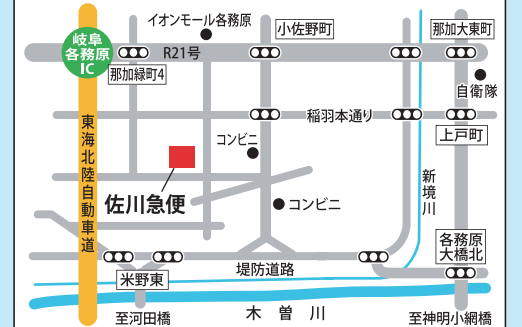 イオンモール各務原
小佐野町
那加大東町
岐阜
各務原
IC
R21号
那加緑町4
自衛隊
稲羽本通り
上戸町
コンビニ
東海北陸自動車道
佐川急便
新境川
コンビニ
各務原
大橋北
堤防道路
米野東
木曽川
至河田橋
至神明小網橋